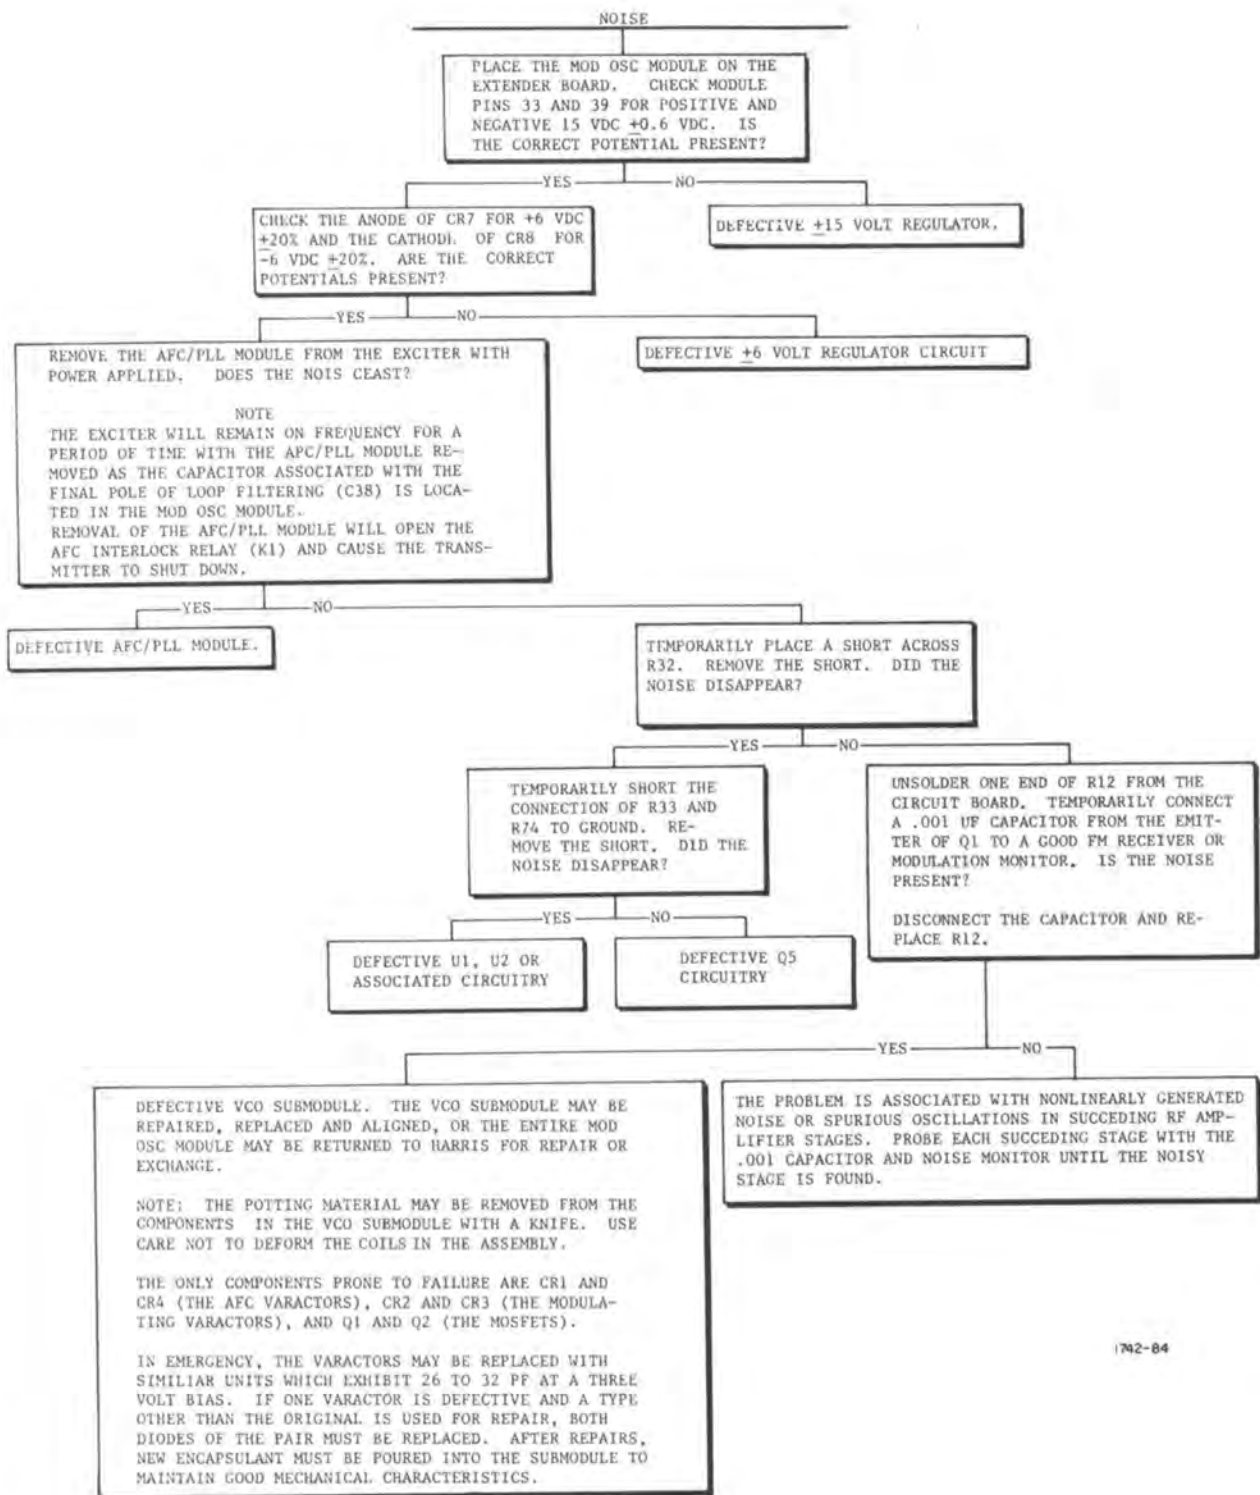 NOISE
PLACE THE MOD OSC MODULE ON THE
EXTENDER BOARD. CHECK MODULE
PINS 33 AND 39 FOR POSITIVE AND
NEGATIVE 15 VDC ±0.6 VDC. IS
THE CORRECT POTENTIAL PRESENT?
YES NO
CHECK THE ANODE OF CR7 FOR +6 VDC
±20% AND THE CATHODE OF CR8 FOR
-6 VDC ±20%. ARE THE CORRECT
POTENTIALS PRESENT?
DEFECTIVE ±15 VOLT REGULATOR.
YES NO
REMOVE THE AFC/PLL MODULE FROM THE EXCITER WITH
POWER APPLIED. DOES THE NOIS CEAST?
NOTE
THE EXCITER WILL REMAIN ON FREQUENCY FOR A
PERIOD OF TIME WITH THE APC/PLL MODULE RE-
MOVED AS THE CAPACITOR ASSOCIATED WITH THE
FINAL POLE OF LOOP FILTERING (C38) IS LOCA-
TED IN THE MOD OSC MODULE.
REMOVAL OF THE AFC/PLL MODULE WILL OPEN THE
AFC INTERLOCK RELAY (K1) AND CAUSE THE TRANS-
MITTER TO SHUT DOWN.
DEFECTIVE ±6 VOLT REGULATOR CIRCUIT
YES NO
DEFECTIVE AFC/PLL MODULE.
TEMPORARILY PLACE A SHORT ACROSS
R32. REMOVE THE SHORT. DID THE
NOISE DISAPPEAR?
YES NO
TEMPORARILY SHORT THE
CONNECTION OF R33 AND
R74 TO GROUND. RE-
MOVE THE SHORT. DID THE
NOISE DISAPPEAR?
UNSOLDER ONE END OF R12 FROM THE
CIRCUIT BOARD. TEMPORARILY CONNECT
A .001 UF CAPACITOR FROM THE EMIT-
TER OF Q1 TO A GOOD FM RECEIVER OR
MODULATION MONITOR. IS THE NOISE
PRESENT?
DISCONNECT THE CAPACITOR AND RE-
PLACE R12.
YES NO
DEFECTIVE U1, U2 OR
ASSOCIATED CIRCUITRY
DEFECTIVE Q5
CIRCUITRY
YES NO
DEFECTIVE VCO SUBMODULE. THE VCO SUBMODULE MAY BE
REPAIRED, REPLACED AND ALIGNED, OR THE ENTIRE MOD
OSC MODULE MAY BE RETURNED TO HARRIS FOR REPAIR OR
EXCHANGE.
NOTE: THE POTTING MATERIAL MAY BE REMOVED FROM THE
COMPONENTS IN THE VCO SUBMODULE WITH A KNIFE. USE
CARE NOT TO DEFORM THE COILS IN THE ASSEMBLY.
THE ONLY COMPONENTS PRONE TO FAILURE ARE CR1 AND
CR4 (THE AFC VARACTORS), CR2 AND CR3 (THE MODULA-
TING VARACTORS), AND Q1 AND Q2 (THE MOSFETS).
IN EMERGENCY, THE VARACTORS MAY BE REPLACED WITH
SIMILIAR UNITS WHICH EXHIBIT 26 TO 32 PF AT A THREE
VOLT BIAS. IF ONE VARACTOR IS DEFECTIVE AND A TYPE
OTHER THAN THE ORIGINAL IS USED FOR REPAIR, BOTH
DIODES OF THE PAIR MUST BE REPLACED. AFTER REPAIRS,
NEW ENCAPSULANT MUST BE POURED INTO THE SUBMODULE TO
MAINTAIN GOOD MECHANICAL CHARACTERISTICS.
THE PROBLEM IS ASSOCIATED WITH NONLINEARLY GENERATED
NOISE OR SPURIOUS OSCILLATIONS IN SUCCEDING RF AMP-
LIFIER STAGES. PROBE EACH SUCCEDING STAGE WITH THE
.001 CAPACITOR AND NOISE MONITOR UNTIL THE NOISY
STAGE IS FOUND.
1742-84